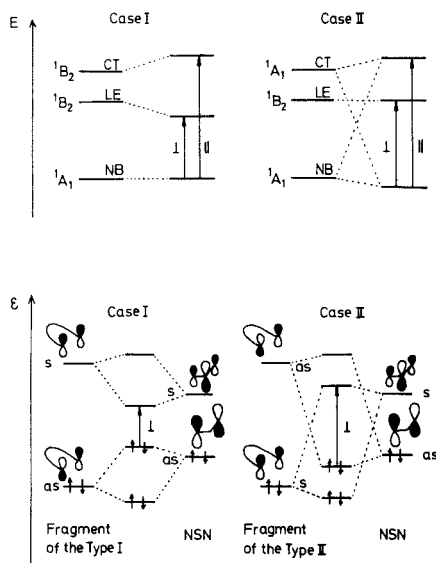 E
Case I
Case II
¹B₂ CT
¹B₂ LE
¹A₁ NB
⊥
||
¹A₁ CT
¹B₂ LE
¹A₁ NB
⊥
||
ε
Case I
Case II
s
s
⊥
as
as
as
s
⊥
s
as
Fragment
of the Type I
NSN
Fragment
of the Type II
NSN